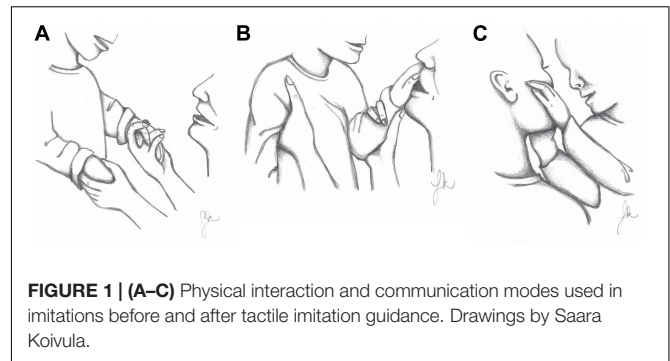 A B C
FIGURE 1 | (A–C) Physical interaction and communication modes used in
imitations before and after tactile imitation guidance. Drawings by Saara
Koivula.